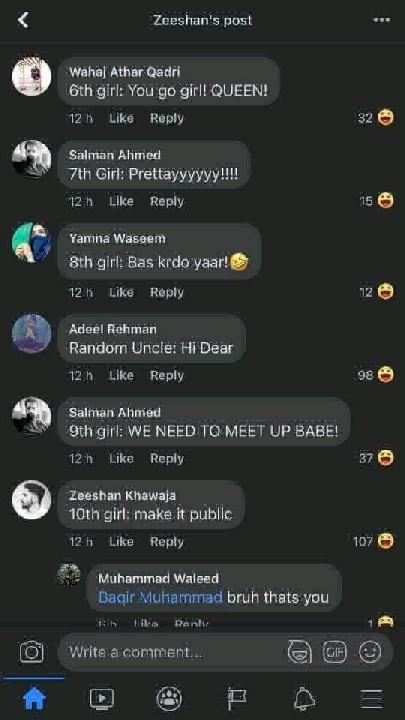 Zeeshan's post
Wahaj Athar Qadri
6th girl: You go girl! QUEEN!
12 h Like Reply 32
Salman Ahmed
7th Girl: Prettayyyyyy!!!!
12 h Like Reply 15
Yamna Waseem
8th girl: Bas krdo yaar!🤣
12 h Like Reply 12
Adeel Rehman
Random Uncle: Hi Dear
12 h Like Reply 98
Salman Ahmed
9th girl: WE NEED TO MEET UP BABE!
12 h Like Reply 37
Zeeshan Khawaja
10th girl: make it public
12 h Like Reply 107
Muhammad Waleed
Baqir Muhammad bruh thats you
Like Reply 1
Write a comment...
GIF